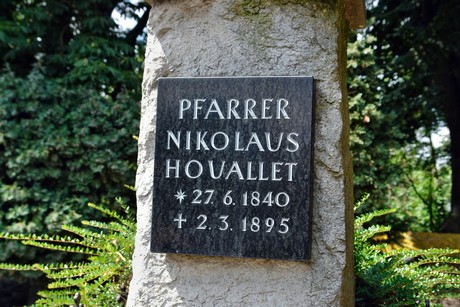 PFARRER
NIKOLAUS
HOUALLET
* 27. 6. 1840
✝ 2. 3. 1895